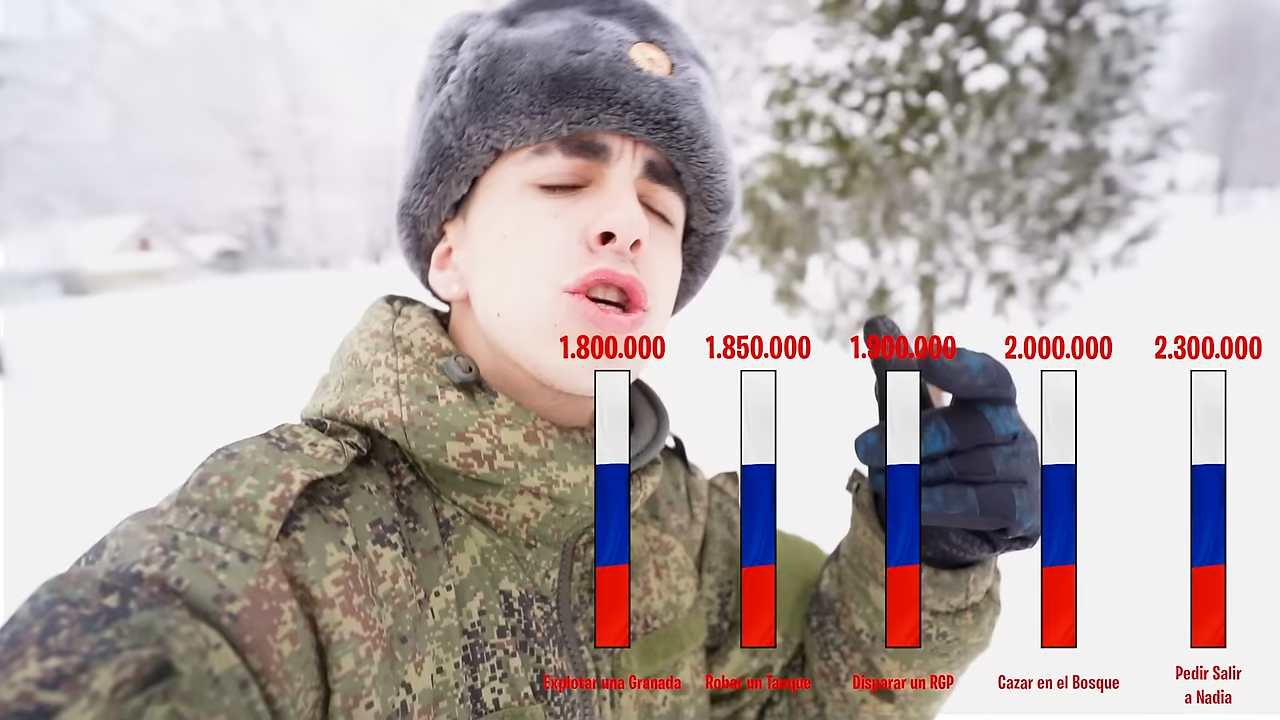 1.800.000
1.850.000
1.900.000
2.000.000
2.300.000
Explotar una Granada
Robar un Tanque
Disparar un RGP
Cazar en el Bosque
Pedir Salir
a Nadia